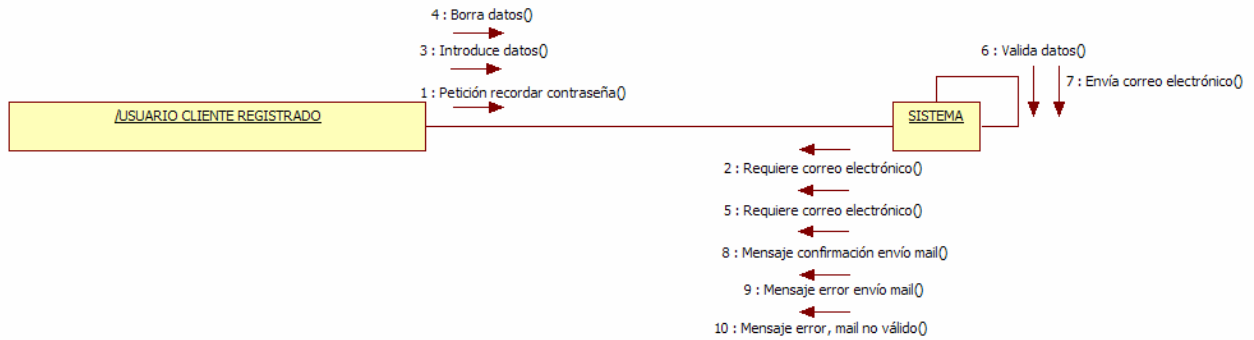 4 : Borra datos()
3 : Introduce datos()
6 : Valida datos()
7 : Envía correo electrónico()
1 : Petición recordar contraseña()
/USUARIO CLIENTE REGISTRADO
SISTEMA
2 : Requiere correo electrónico()
5 : Requiere correo electrónico()
8 : Mensaje confirmación envío mail()
9 : Mensaje error envío mail()
10 : Mensaje error, mail no válido()